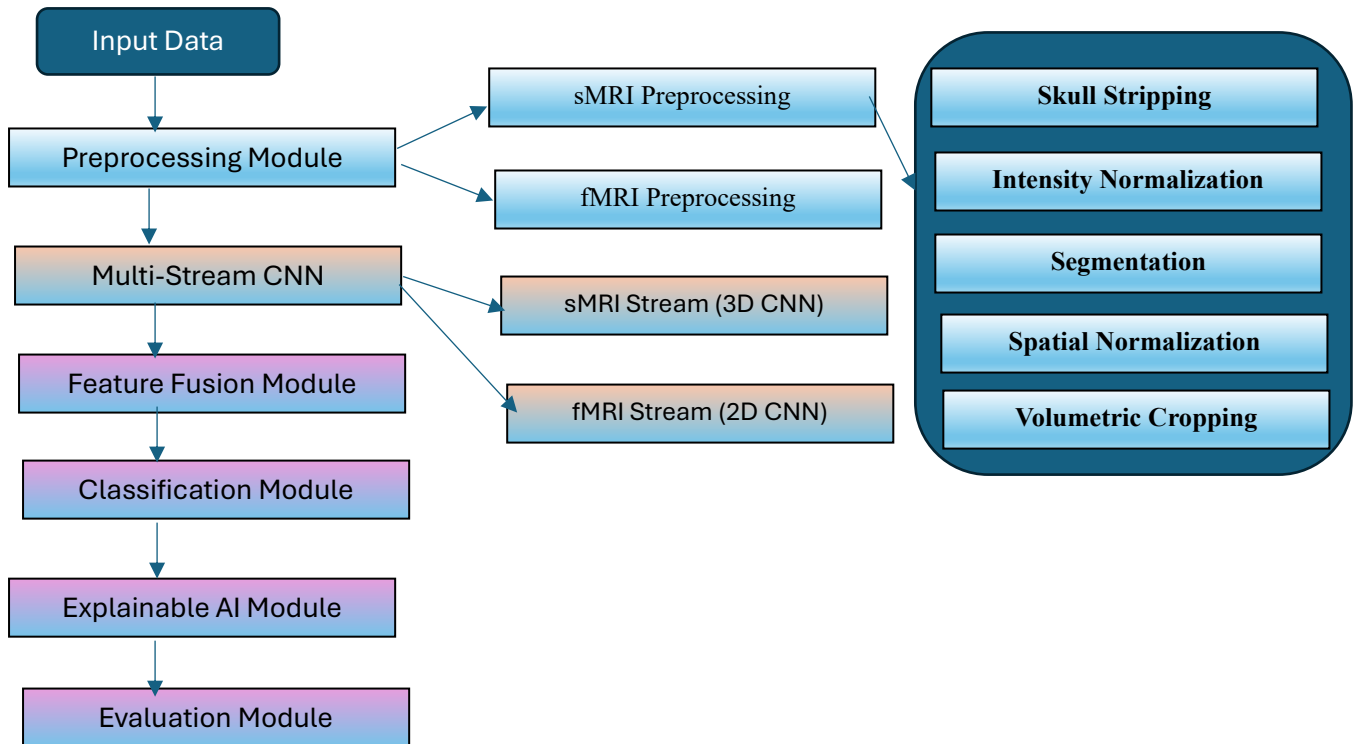 Input Data
Preprocessing Module
Multi-Stream CNN
Feature Fusion Module
Classification Module
Explainable AI Module
Evaluation Module
sMRI Preprocessing
fMRI Preprocessing
sMRI Stream (3D CNN)
fMRI Stream (2D CNN)
Skull Stripping
Intensity Normalization
Segmentation
Spatial Normalization
Volumetric Cropping